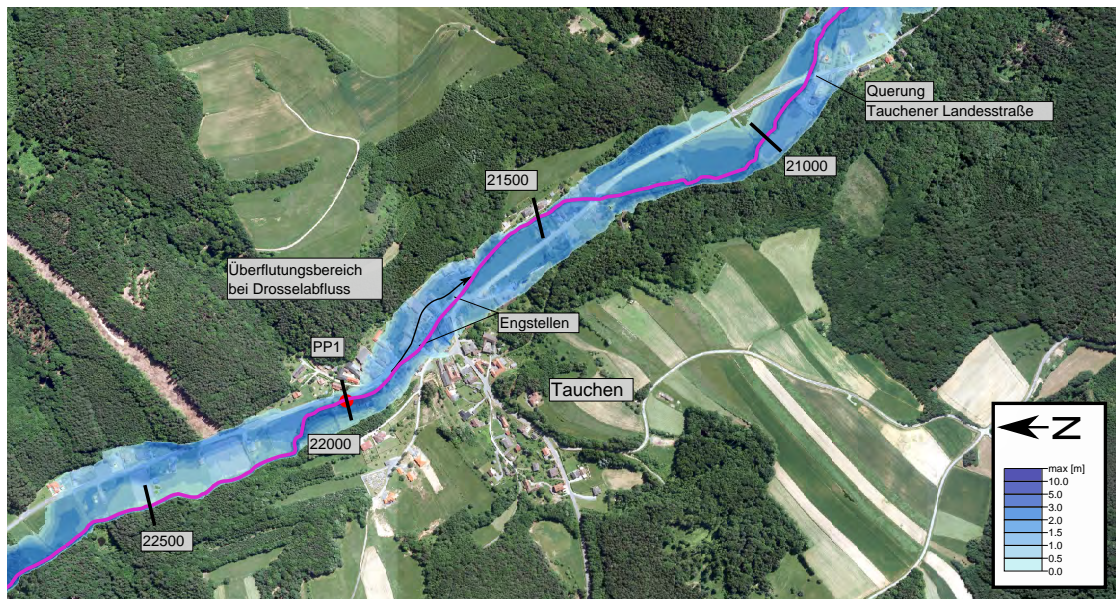 Querung
Tauchener Landesstraße
21000
21500
Überflutungsbereich
bei Drosselabfluss
Engstellen
PP1
Tauchen
22000
22500
N
max [m]
10.0
5.0
3.0
2.0
1.5
1.0
0.5
0.0